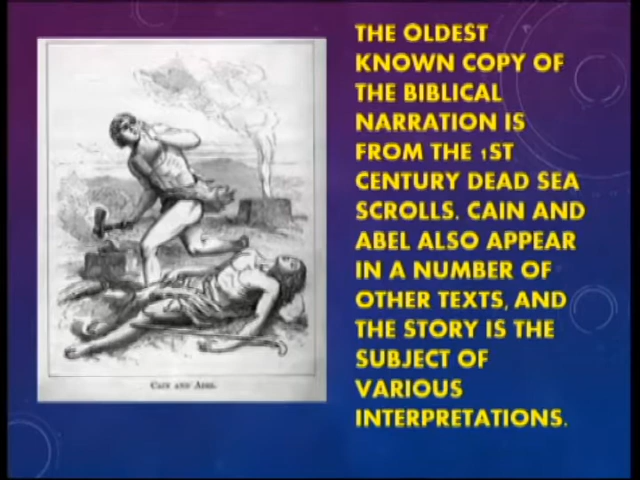 THE OLDEST
KNOWN COPY OF
THE BIBLICAL
NARRATION IS
FROM THE 1ST
CENTURY DEAD SEA
SCROLLS. CAIN AND
ABEL ALSO APPEAR
IN A NUMBER OF
OTHER TEXTS, AND
THE STORY IS THE
SUBJECT OF
VARIOUS
INTERPRETATIONS.
CAIN AND ABEL.